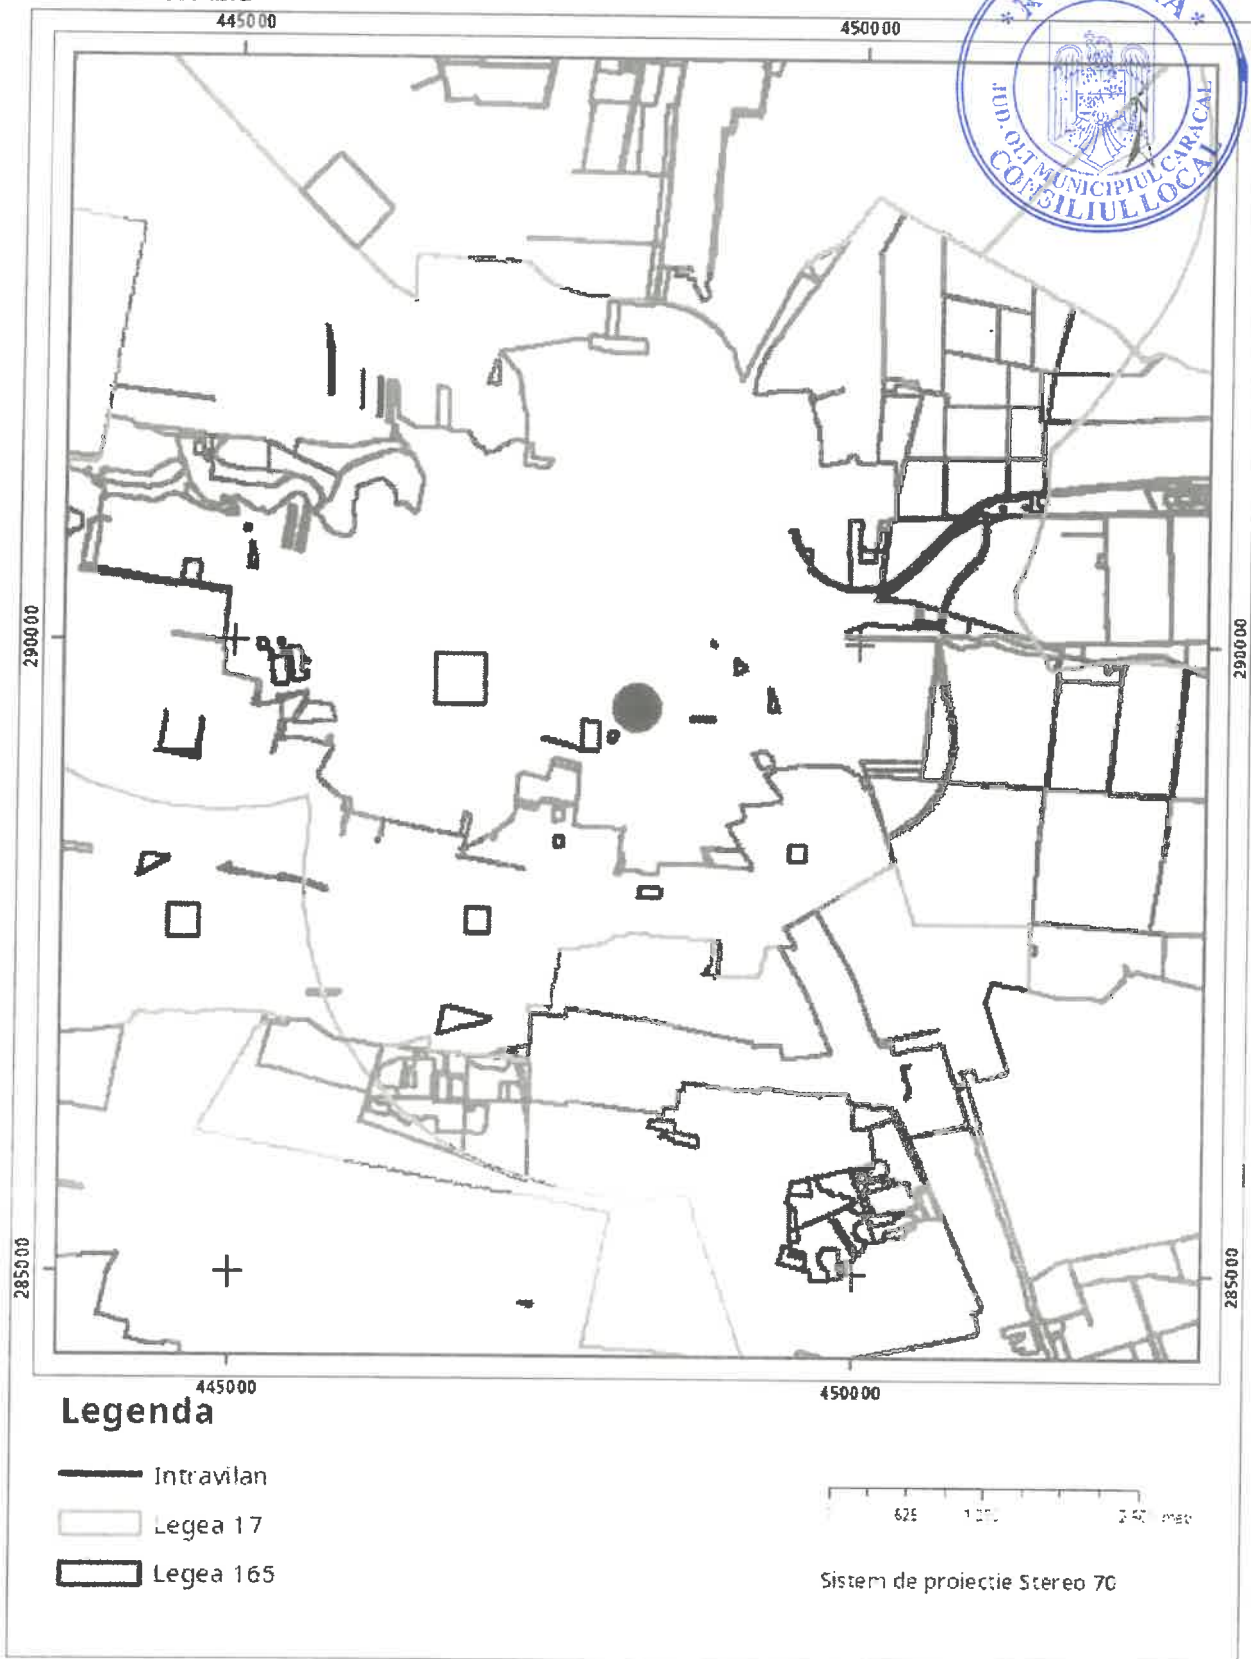 445000
450000
JUD. OLT MUNICIPIUL CARACAL
CONSILIUL LOCAL
290000
290000
285000
285000
445000
450000
Legenda
Intravilan
Legea 17
Legea 165
625
Sistem de proiectie Stereo 70